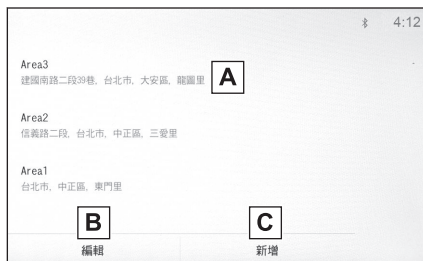 4:12
Area3
建國南路二段39巷, 台北市, 大安區, 龍圖里
A
Area2
信義路二段, 台北市, 中正區, 三愛里
Area1
台北市, 中正區, 東門里
B
C
編輯
新增